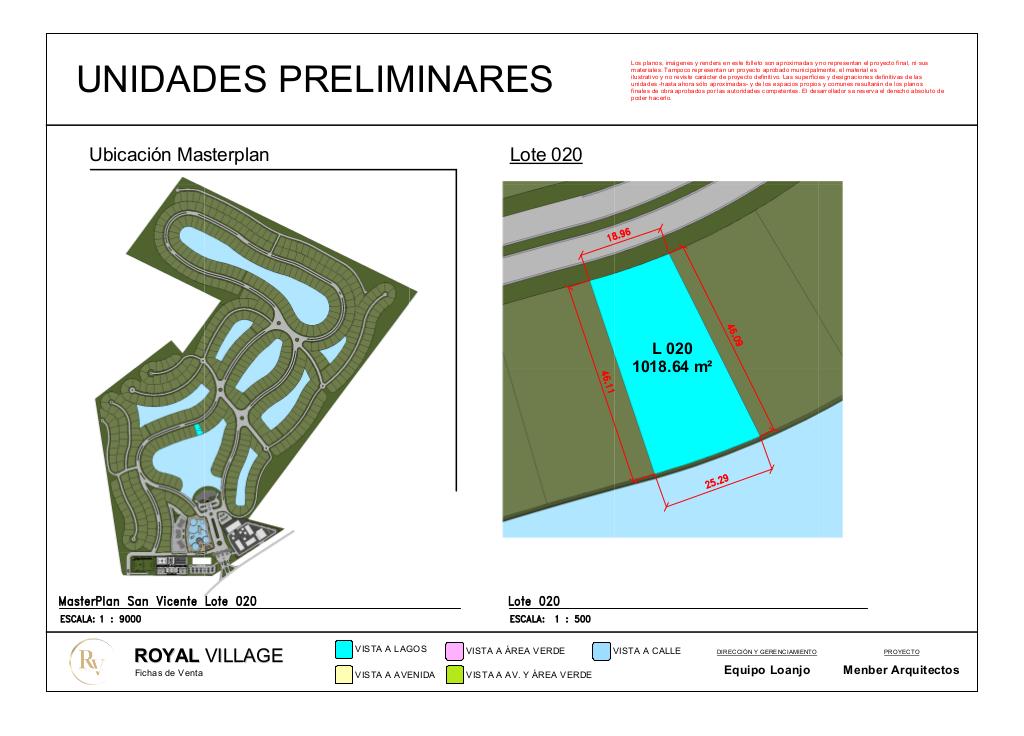 UNIDADES PRELIMINARES
Los planos, imágenes y renders en este folleto son aproximadas y no representan el proyecto final, ni sus
materiales. Tampoco representan un proyecto aprobado municipalmente, el material es
ilustrativo y no reviste carácter de proyecto definitivo. Las superficies y designaciones definitivas de las
unidades -hasta ahora sólo aproximadas- y de los espacios propios y comunes resultarán de los planos
finales de obra aprobados por las autoridades competentes. El desarrollador se reserva el derecho absoluto de
poder hacerlo.
Ubicación Masterplan
Lote 020
18.96
46.09
L 020
1018.64 m²
46.11
25.29
MasterPlan San Vicente Lote 020
ESCALA: 1 : 9000
Lote 020
ESCALA: 1 : 500
RV
ROYAL VILLAGE
Fichas de Venta
VISTA A LAGOS
VISTA A ÁREA VERDE
VISTA A CALLE
VISTA A AVENIDA
VISTA A AV. Y ÁREA VERDE
DIRECCIÓN Y GERENCIAMIENTO
Equipo Loanjo
PROYECTO
Menber Arquitectos